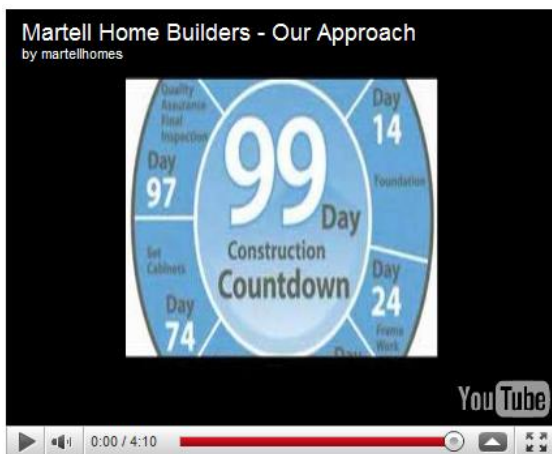 Martell Home Builders - Our Approach
by martellhomes
Quality
Assurance
Final
Inspection
Day
97
Set
Cabinets
Day
74
99
Day
Construction
Countdown
Day
14
Foundation
Day
24
Frame
Work
Day
YouTube
0:00 / 4:10